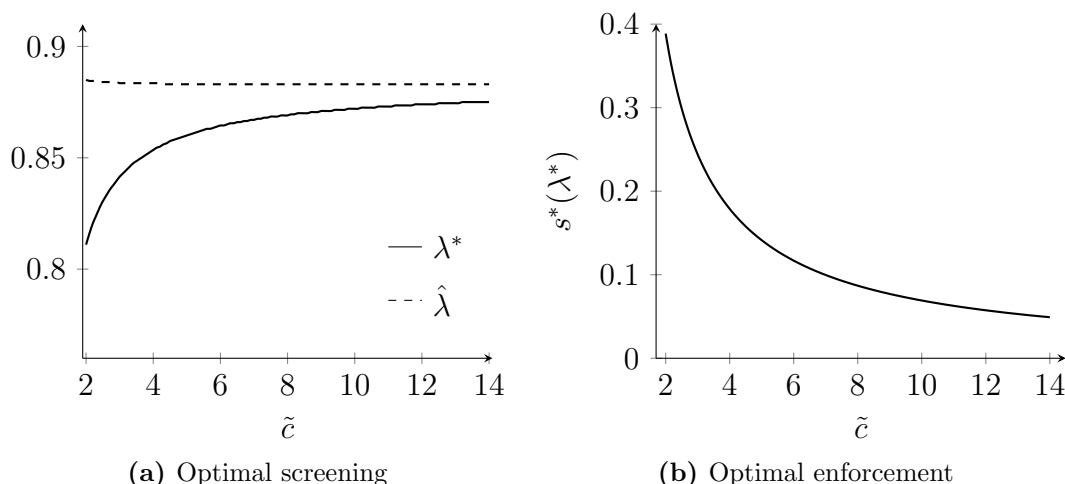 0.9
0.85
0.8
λ*
λ̂
2 4 6 8 10 12 14
c̃
(a) Optimal screening
0.4
0.3
0.2
0.1
0
s*(λ*)
2 4 6 8 10 12 14
c̃
(b) Optimal enforcement